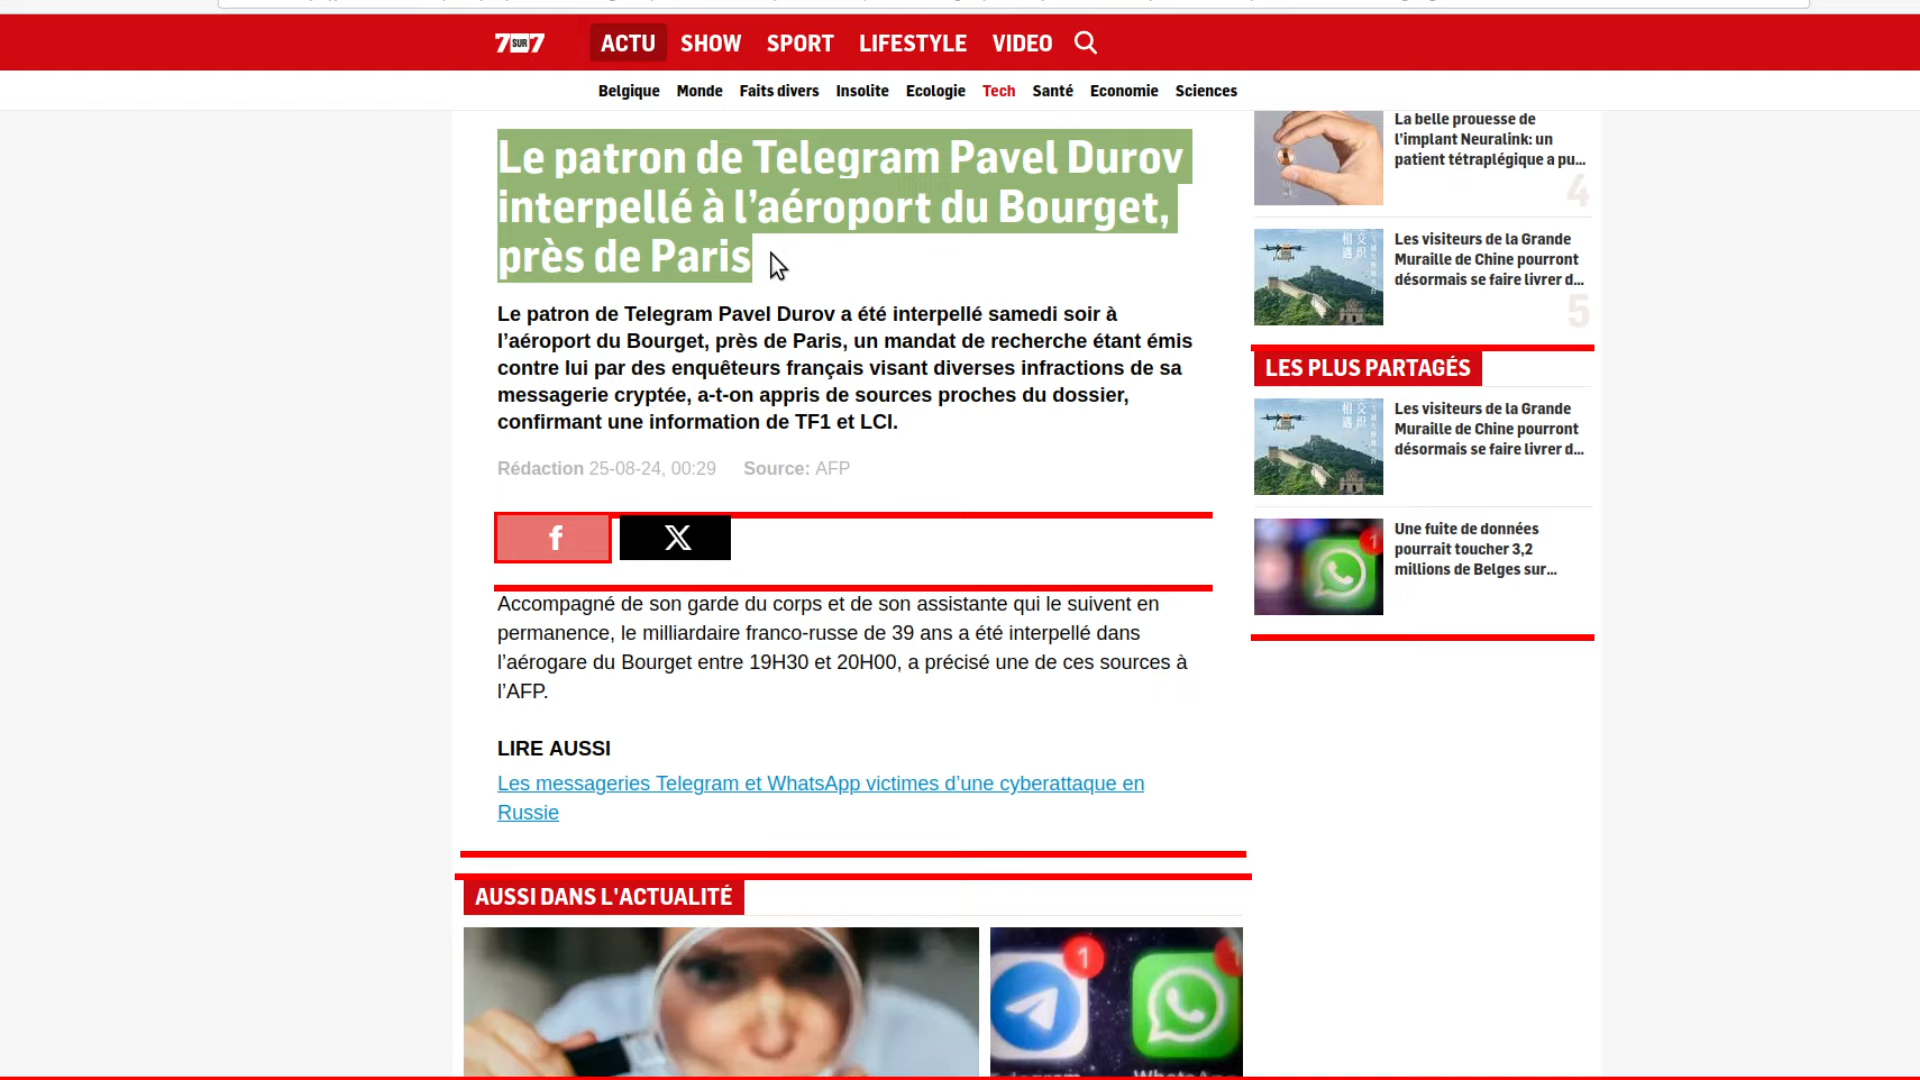 7 SUR 7
ACTU SHOW SPORT LIFESTYLE VIDEO
Belgique Monde Faits divers Insolite Ecologie Tech Santé Economie Sciences
Le patron de Telegram Pavel Durov
interpellé à l’aéroport du Bourget,
près de Paris
Le patron de Telegram Pavel Durov a été interpellé samedi soir à
l’aéroport du Bourget, près de Paris, un mandat de recherche étant émis
contre lui par des enquêteurs français visant diverses infractions de sa
messagerie cryptée, a-t-on appris de sources proches du dossier,
confirmant une information de TF1 et LCI.
Rédaction 25-08-24, 00:29 Source: AFP
f X
Accompagné de son garde du corps et de son assistante qui le suivent en
permanence, le milliardaire franco-russe de 39 ans a été interpellé dans
l’aérogare du Bourget entre 19H30 et 20H00, a précisé une de ces sources à
l’AFP.
LIRE AUSSI
Les messageries Telegram et WhatsApp victimes d’une cyberattaque en
Russie
AUSSI DANS L'ACTUALITÉ
1
La belle prouesse de
l’implant Neuralink: un
patient tétraplégique a pu...
4
Les visiteurs de la Grande
Muraille de Chine pourront
désormais se faire livrer d...
5
LES PLUS PARTAGÉS
Les visiteurs de la Grande
Muraille de Chine pourront
désormais se faire livrer d...
Une fuite de données
pourrait toucher 3,2
millions de Belges sur...
1